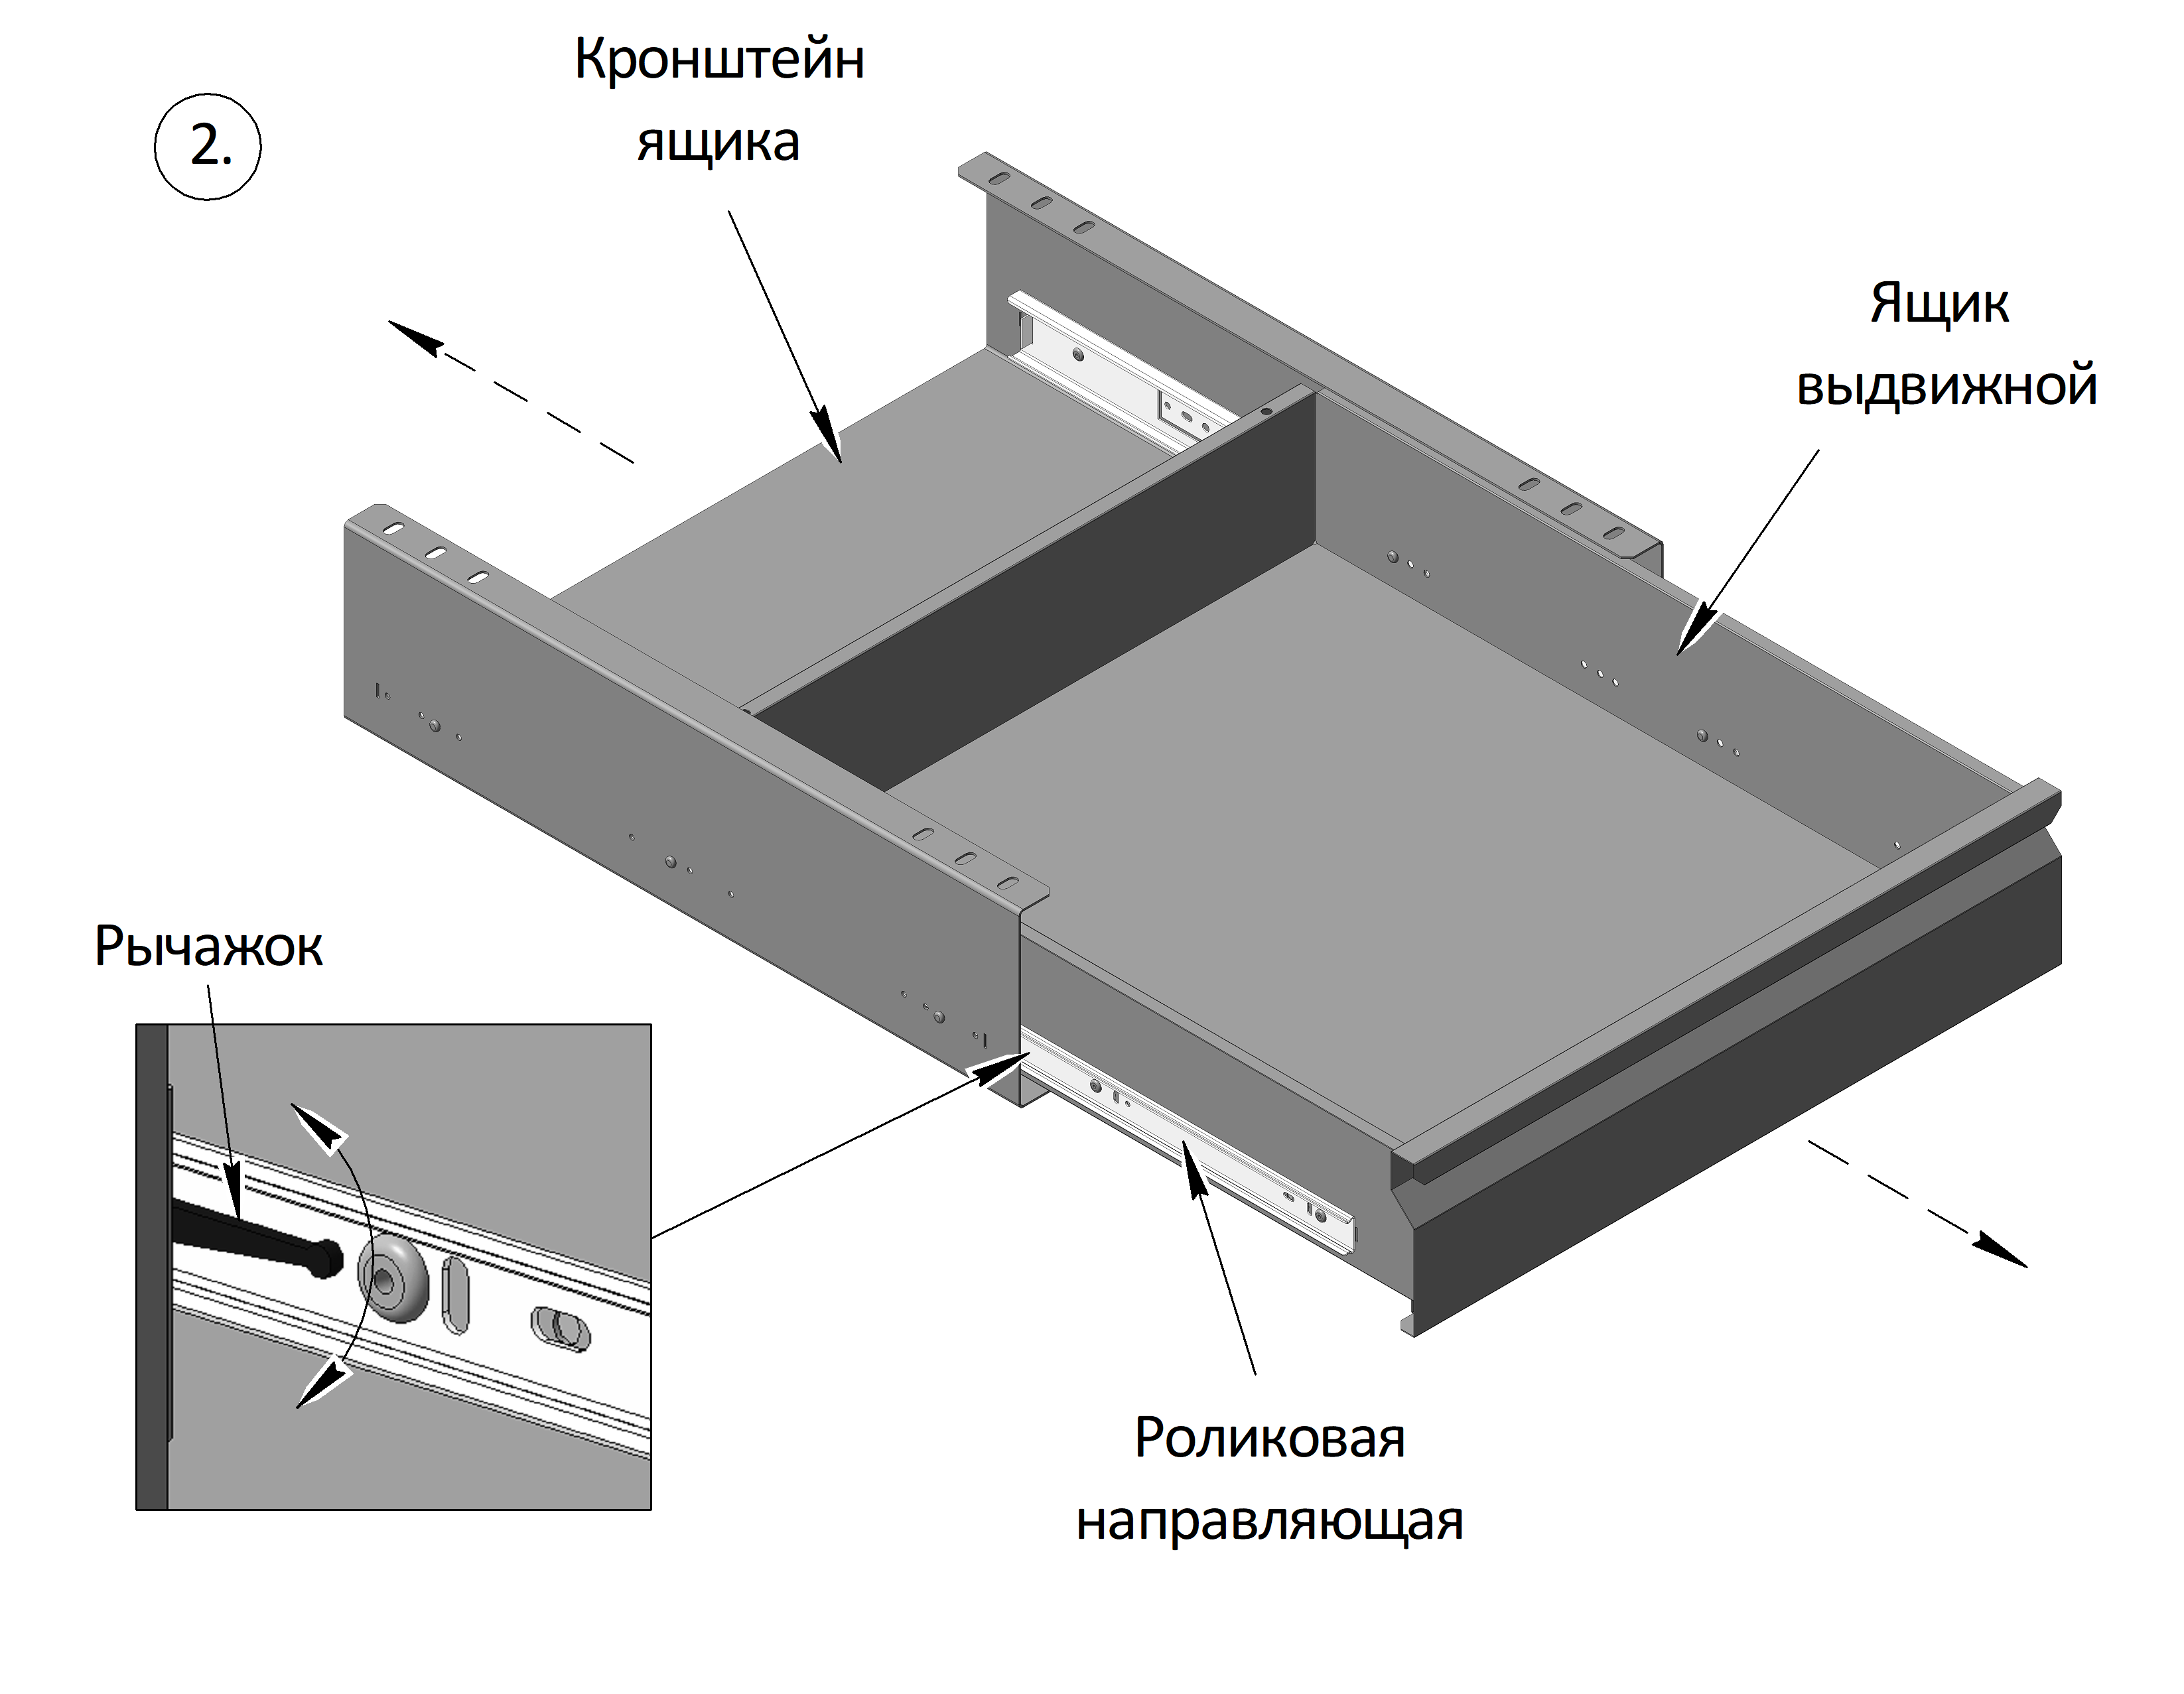 2.
Кронштейн
ящика
Ящик
выдвижной
Рычажок
Роликовая
направляющая